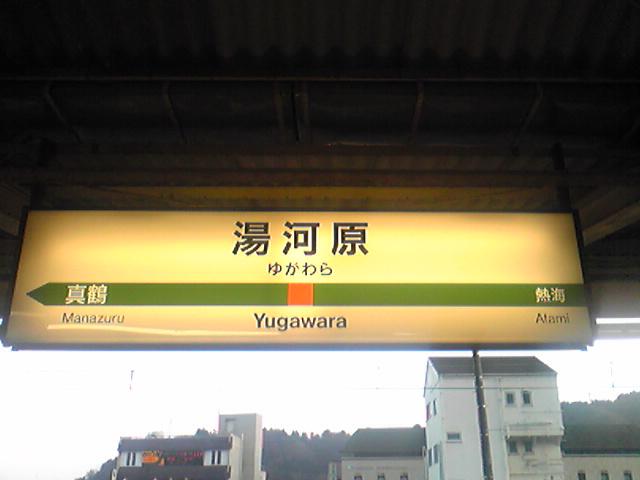 湯河原
ゆがわら
真鶴
熱海
Manazuru
Yugawara
Atami